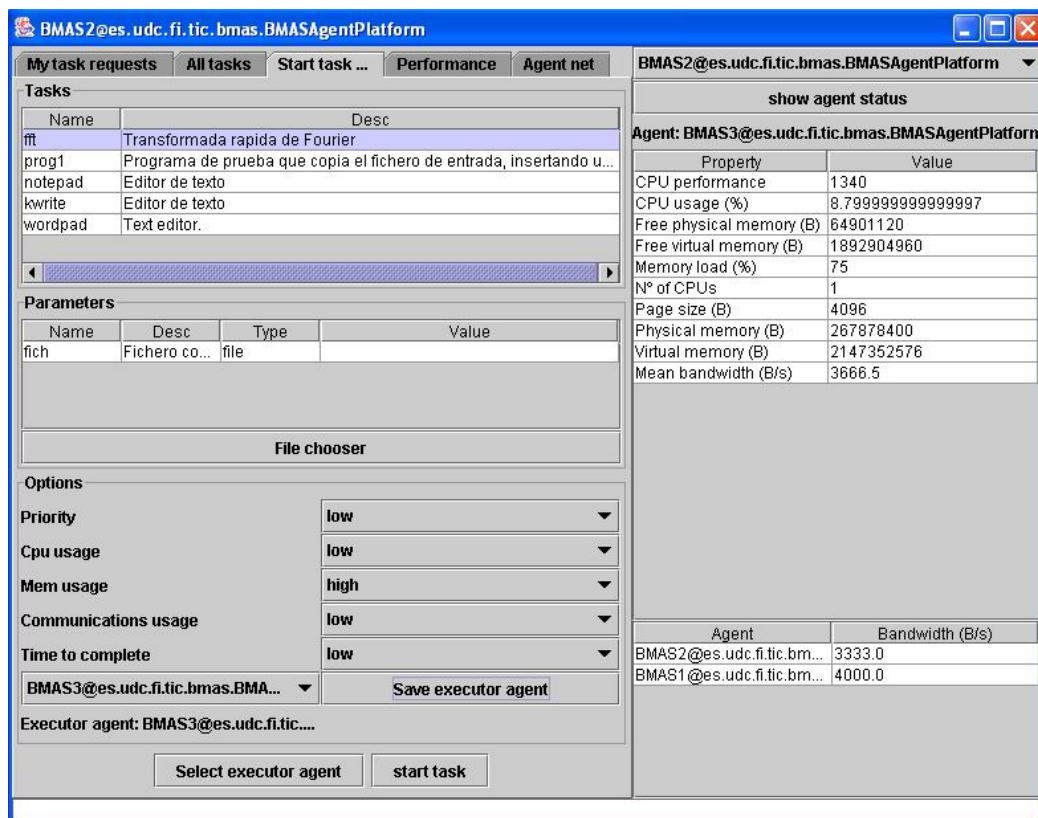 BMAS2@es.udc.fi.tic.bmas.BMASAgentPlatform
My task requests All tasks Start task ... Performance Agent net
Tasks
Name Desc
fft Transformada rapida de Fourier
prog1 Programa de prueba que copia el fichero de entrada, insertando u...
notepad Editor de texto
kwrite Editor de texto
wordpad Text editor.
Parameters
Name Desc Type Value
fich Fichero co... file
File chooser
Options
Priority low
Cpu usage low
Mem usage high
Communications usage low
Time to complete low
BMAS3@es.udc.fi.tic.bmas.BMA... Save executor agent
Executor agent: BMAS3@es.udc.fi.tic....
Select executor agent start task
BMAS2@es.udc.fi.tic.bmas.BMASAgentPlatform
show agent status
Agent: BMAS3@es.udc.fi.tic.bmas.BMASAgentPlatform
Property Value
CPU performance 1340
CPU usage (%) 8.799999999999997
Free physical memory (B) 64901120
Free virtual memory (B) 1892904960
Memory load (%) 75
Nº of CPUs 1
Page size (B) 4096
Physical memory (B) 267878400
Virtual memory (B) 2147352576
Mean bandwidth (B/s) 3666.5
Agent Bandwidth (B/s)
BMAS2@es.udc.fi.tic.bm... 3333.0
BMAS1@es.udc.fi.tic.bm... 4000.0